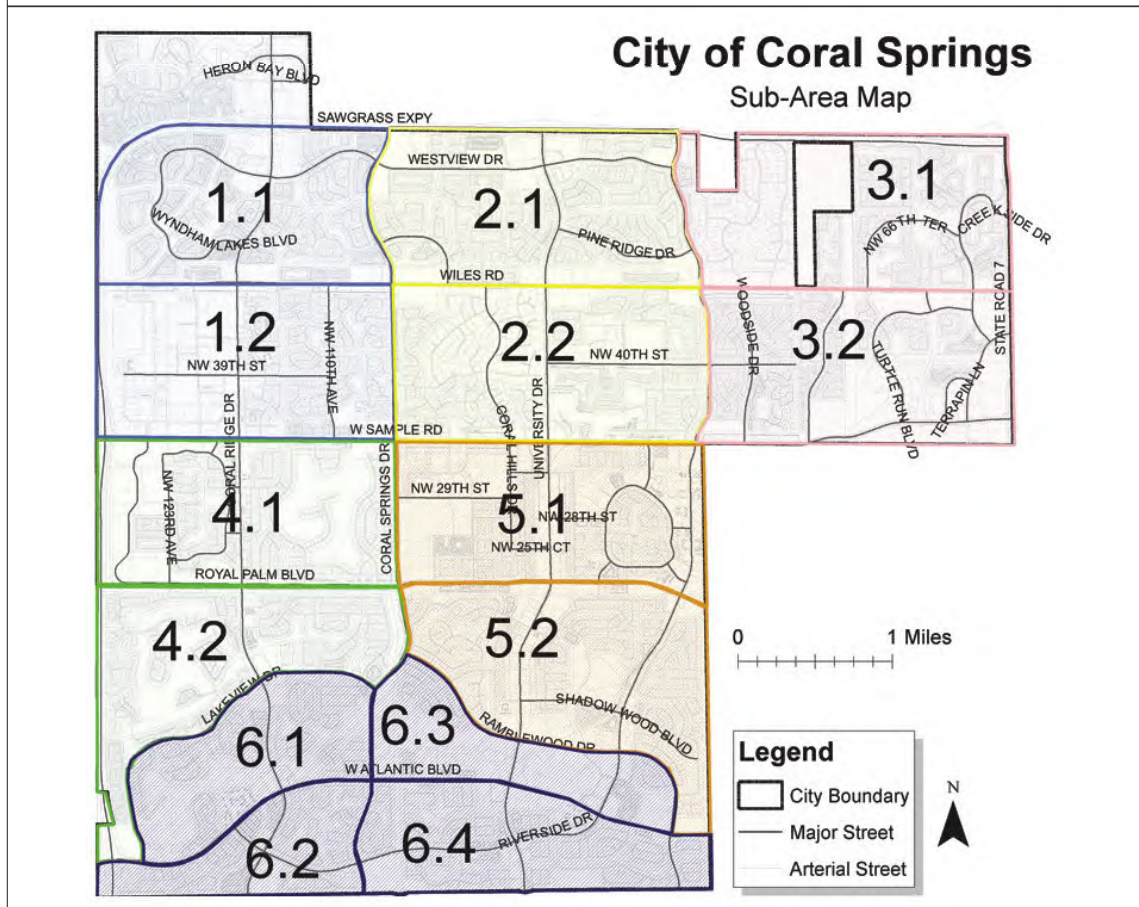 City of Coral Springs
Sub-Area Map
HERON BAY BLVD
SAWGRASS EXPY
WESTVIEW DR
1.1
2.1
3.1
WYNDHAM LAKES BLVD
PINE RIDGE DR
NW 66TH TER
CREEKSIDE DR
WILES RD
STATE ROAD 7
1.2
2.2
3.2
NW 39TH ST
NW 110TH AVE
NW 40TH ST
WOODSIDE DR
TURTLE RUN BLVD
TERRAPIN LN
CORAL RIDGE DR
W SAMPLE RD
CORAL HILLS DR
UNIVERSITY DR
4.1
NW 123RD AVE
CORAL SPRINGS DR
NW 29TH ST
5.1
NW 28TH ST
NW 25TH CT
ROYAL PALM BLVD
4.2
5.2
0 1 Miles
LAKEVIEW DR
SHADOW WOOD BLVD
6.1
6.3
RAMBLEWOOD DR
W ATLANTIC BLVD
6.2
6.4
RIVERSIDE DR
Legend
City Boundary
Major Street
Arterial Street
N